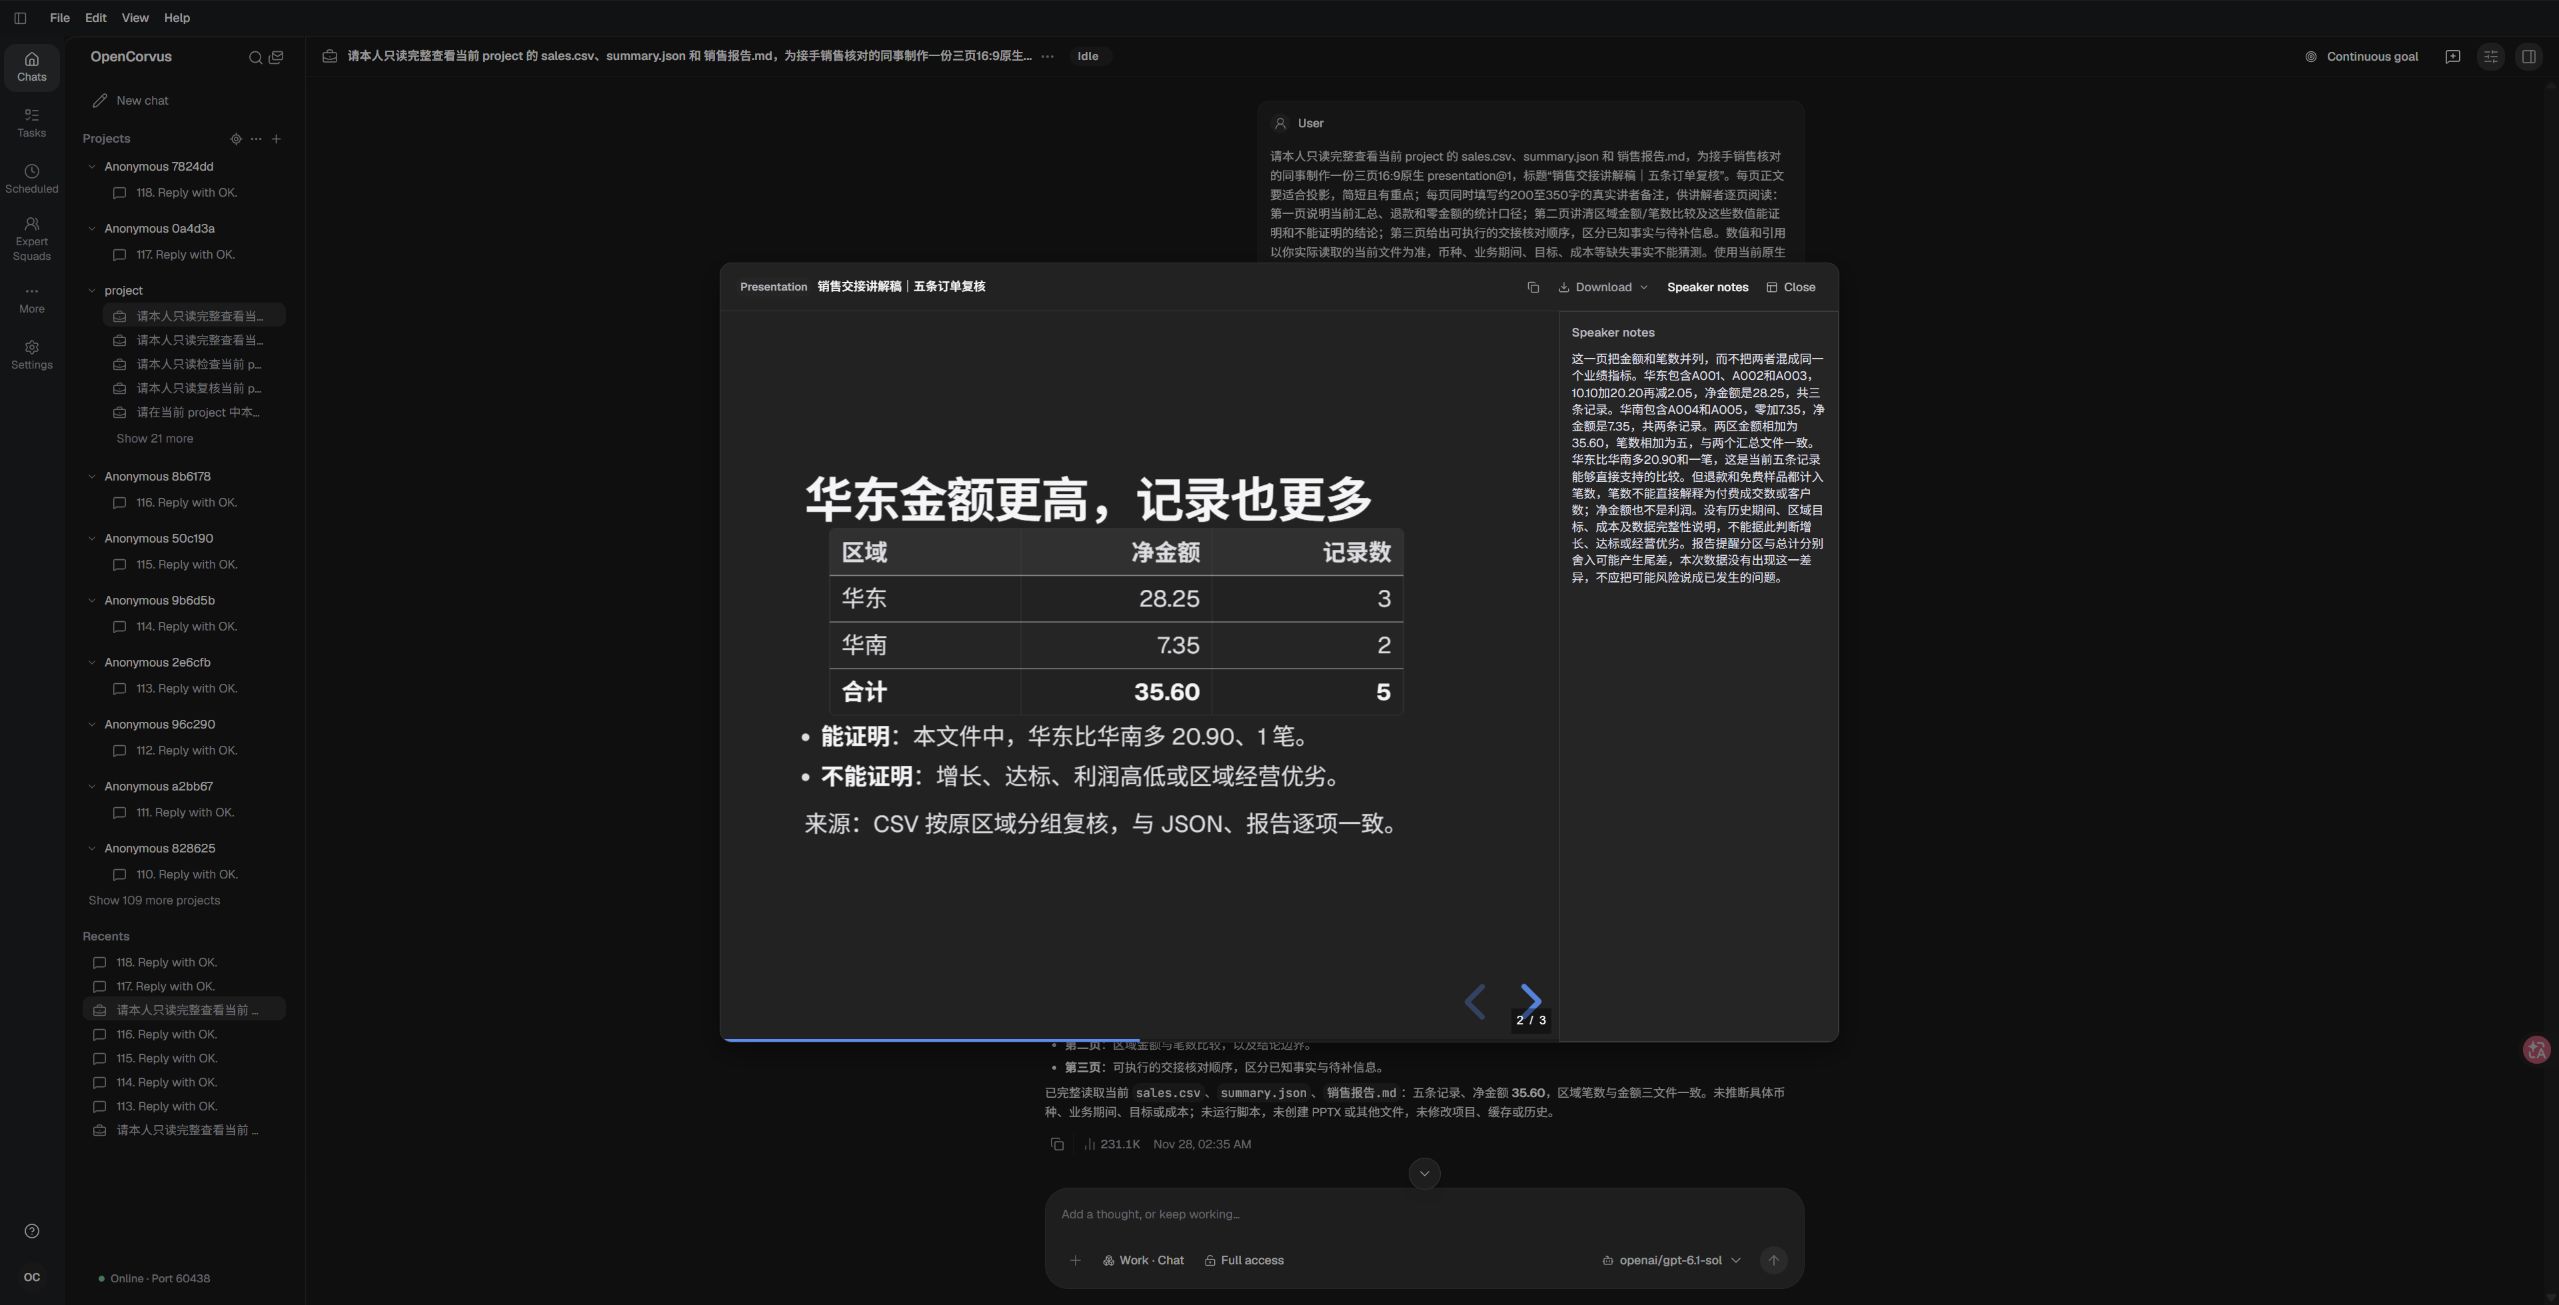 File Edit View Help
Chats
Tasks
Scheduled
Expert
Squads
More
Settings
OC
OpenCorvus
New chat
Projects
Anonymous 7824dd
118. Reply with OK.
Anonymous 0a4d3a
117. Reply with OK.
project
请本人只读完整查看当...
请本人只读完整查看当...
请本人只读检查当前 p...
请本人只读复核当前 p...
请在当前 project 中本...
Show 21 more
Anonymous 8b6178
116. Reply with OK.
Anonymous 50c190
115. Reply with OK.
Anonymous 9b6d5b
114. Reply with OK.
Anonymous 2e6cfb
113. Reply with OK.
Anonymous 96c290
112. Reply with OK.
Anonymous a2bb67
111. Reply with OK.
Anonymous 828625
110. Reply with OK.
Show 109 more projects
Recents
118. Reply with OK.
117. Reply with OK.
请本人只读完整查看当前 ...
116. Reply with OK.
115. Reply with OK.
114. Reply with OK.
113. Reply with OK.
请本人只读完整查看当前 ...
Online · Port 60438
请本人只读完整查看当前 project 的 sales.csv、summary.json 和 销售报告.md，为接手销售核对的同事制作一份三页16:9原生... ··· Idle
Continuous goal
User
请本人只读完整查看当前 project 的 sales.csv、summary.json 和 销售报告.md，为接手销售核对
的同事制作一份三页16:9原生 presentation@1，标题“销售交接讲解稿｜五条订单复核”。每页正文
要适合投影，简短且有重点；每页同时填写约200至350字的真实讲者备注，供讲解者逐页阅读：
第一页说明当前汇总、退款和零金额的统计口径；第二页讲清区域金额/笔数比较及这些数值能证
明和不能证明的结论；第三页给出可执行的交接核对顺序，区分已知事实与待补信息。数值和引用
以你实际读取的当前文件为准，币种、业务期间、目标、成本等缺失事实不能猜测。使用当前原生
Presentation 销售交接讲解稿｜五条订单复核
Download Speaker notes Close
华东金额更高，记录也更多
区域 净金额 记录数
华东 28.25 3
华南 7.35 2
合计 35.60 5
• 能证明：本文件中，华东比华南多 20.90、1 笔。
• 不能证明：增长、达标、利润高低或区域经营优劣。
来源：CSV 按原区域分组复核，与 JSON、报告逐项一致。
2 / 3
Speaker notes
这一页把金额和笔数并列，而不把两者混成同一
个业绩指标。华东包含A001、A002和A003，
10.10加20.20再减2.05，净金额是28.25，共三
条记录。华南包含A004和A005，零加7.35，净
金额是7.35，共两条记录。两区金额相加为
35.60，笔数相加为五，与两个汇总文件一致。
华东比华南多20.90和一笔，这是当前五条记录
能够直接支持的比较。但退款和免费样品都计入
笔数，笔数不能直接解释为付费成交数或客户
数；净金额也不是利润。没有历史期间、区域目
标、成本及数据完整性说明，不能据此判断增
长、达标或经营优劣。报告提醒分区与总计分别
舍入可能产生尾差，本次数据没有出现这一差
异，不应把可能风险说成已发生的问题。
• 第二页：区域金额与笔数比较，以及结论边界。
• 第三页：可执行的交接核对顺序，区分已知事实与待补信息。
已完整读取当前 sales.csv 、 summary.json 、 销售报告.md ：五条记录、净金额 35.60，区域笔数与金额三文件一致。未推断具体币
种、业务期间、目标或成本；未运行脚本，未创建 PPTX 或其他文件，未修改项目、缓存或历史。
231.1K Nov 28, 02:35 AM
Add a thought, or keep working...
Work · Chat Full access
openai/gpt-6.1-sol